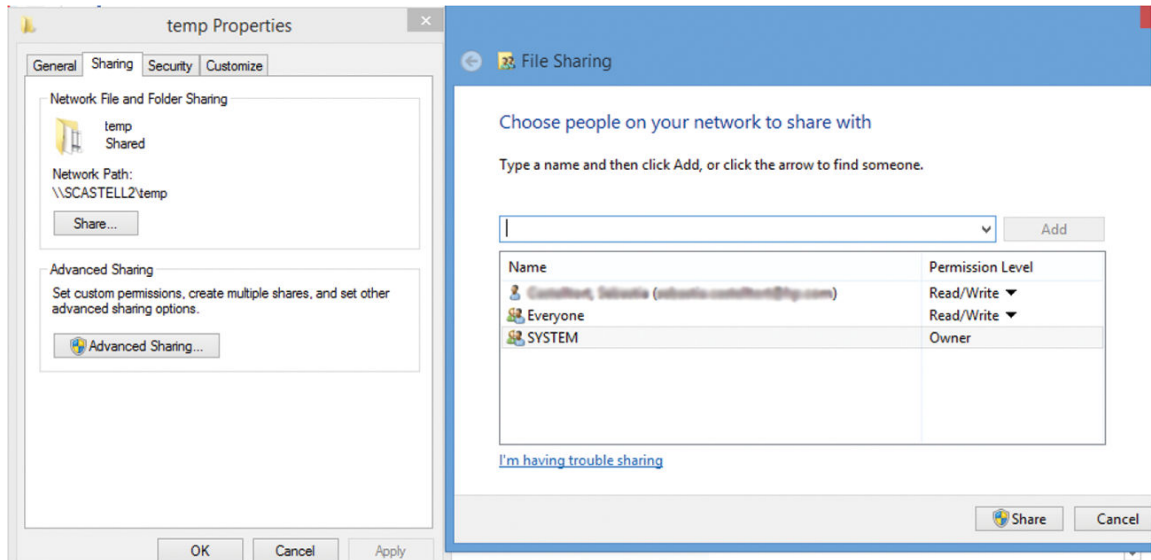 temp Properties
General Sharing Security Customize
Network File and Folder Sharing
temp
Shared
Network Path:
\\SCASTELL2\temp
Share...
Advanced Sharing
Set custom permissions, create multiple shares, and set other
advanced sharing options.
Advanced Sharing...
OK Cancel Apply
File Sharing
Choose people on your network to share with
Type a name and then click Add, or click the arrow to find someone.
Add
Name Permission Level
Read/Write
Everyone Read/Write
SYSTEM Owner
I'm having trouble sharing
Share Cancel